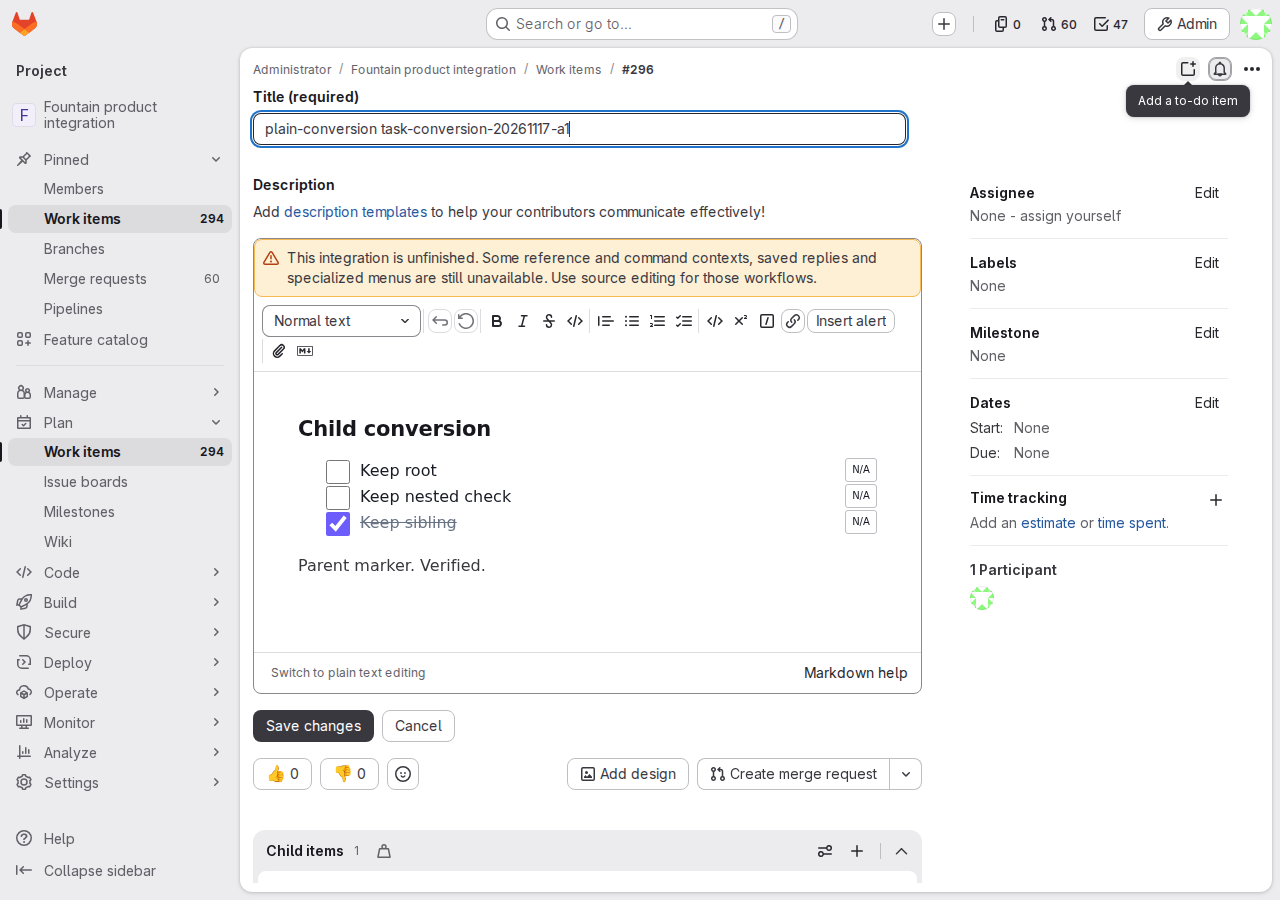 Search or go to...
/
0
60
47
Admin
Project
F
Fountain product integration
Pinned
Members
Work items 294
Branches
Merge requests 60
Pipelines
Feature catalog
Manage
Plan
Work items 294
Issue boards
Milestones
Wiki
Code
Build
Secure
Deploy
Operate
Monitor
Analyze
Settings
Help
Collapse sidebar
Administrator / Fountain product integration / Work items / #296
Add a to-do item
Title (required)
plain-conversion task-conversion-20261117-a1
Description
Add description templates to help your contributors communicate effectively!
This integration is unfinished. Some reference and command contexts, saved replies and
specialized menus are still unavailable. Use source editing for those workflows.
Normal text
Insert alert
Child conversion
Keep root N/A
Keep nested check N/A
Keep sibling N/A
Parent marker. Verified.
Switch to plain text editing
Markdown help
Save changes
Cancel
👍 0
👎 0
Add design
Create merge request
Child items 1
Assignee Edit
None - assign yourself
Labels Edit
None
Milestone Edit
None
Dates Edit
Start: None
Due: None
Time tracking
Add an estimate or time spent.
1 Participant